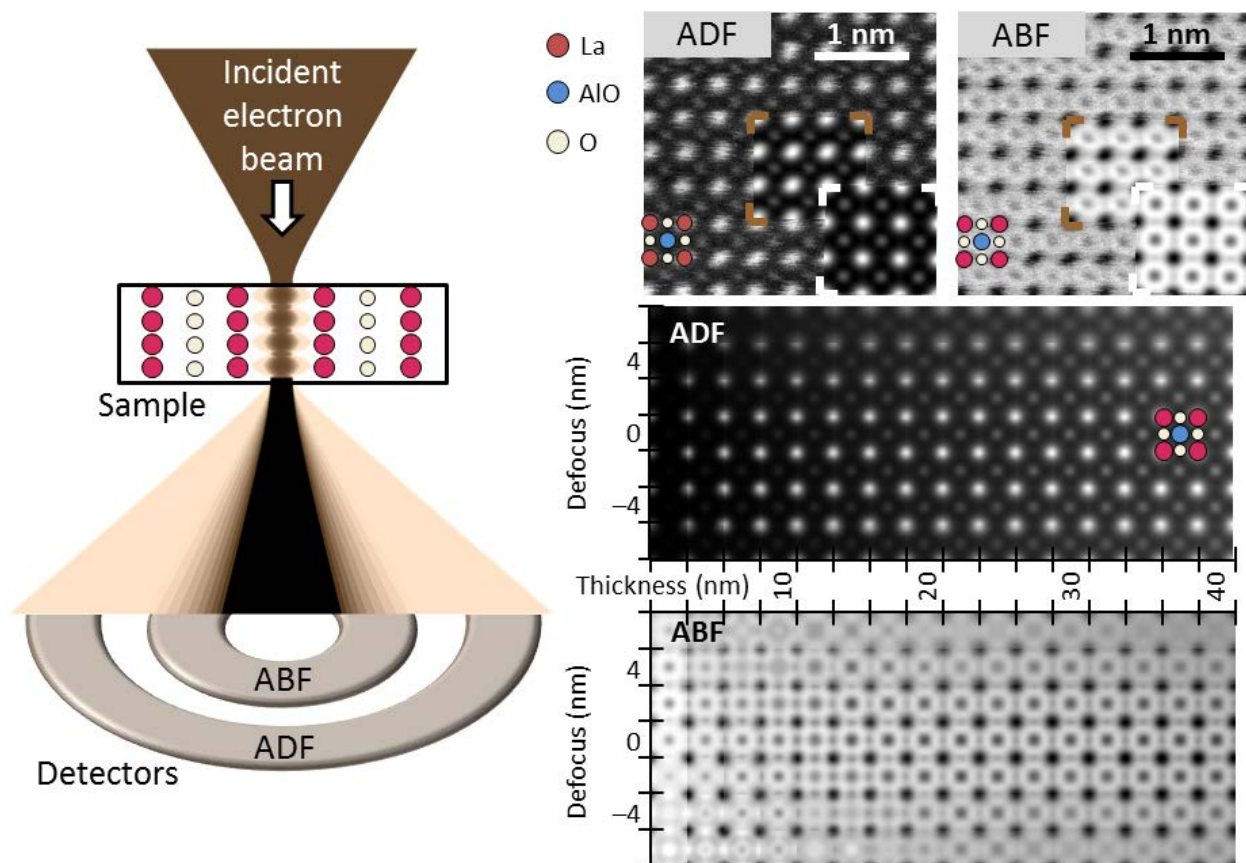 Incident
electron
beam
Sample
ABF
ADF
Detectors
La
AlO
O
ADF
1 nm
ABF
1 nm
ADF
Defocus (nm)
4
0
−4
Thickness (nm)
10
20
30
40
ABF
Defocus (nm)
4
0
−4